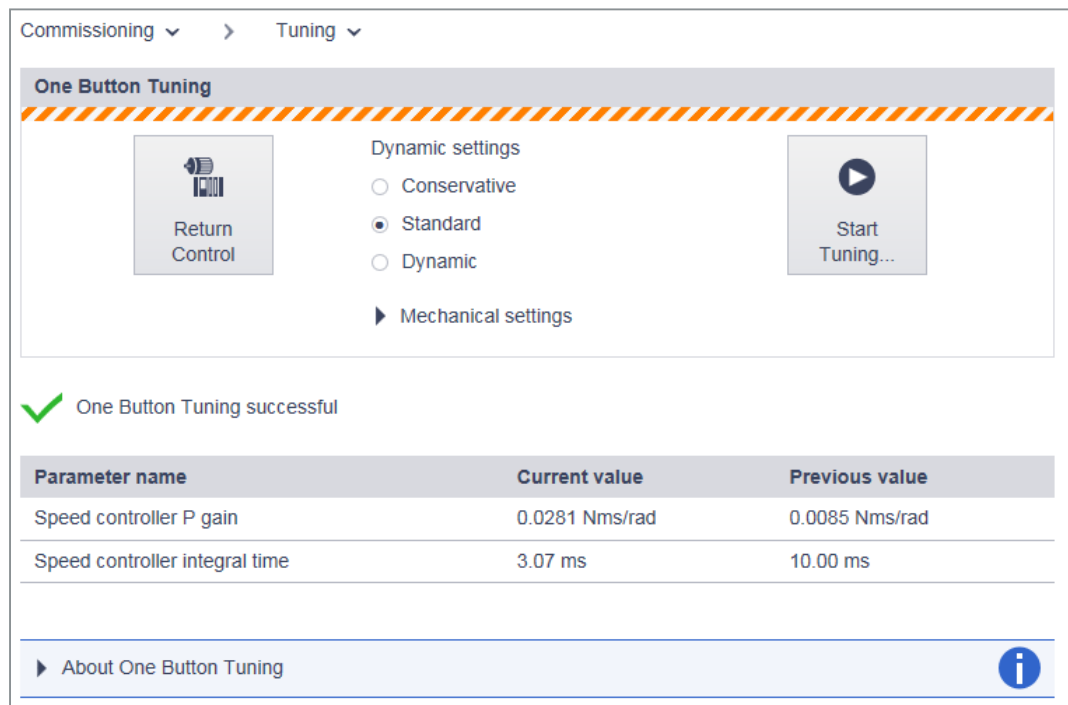 Commissioning > Tuning
One Button Tuning
Return
Control
Dynamic settings
Conservative
Standard
Dynamic
Mechanical settings
Start
Tuning...
One Button Tuning successful
Parameter name Current value Previous value
Speed controller P gain 0.0281 Nms/rad 0.0085 Nms/rad
Speed controller integral time 3.07 ms 10.00 ms
About One Button Tuning